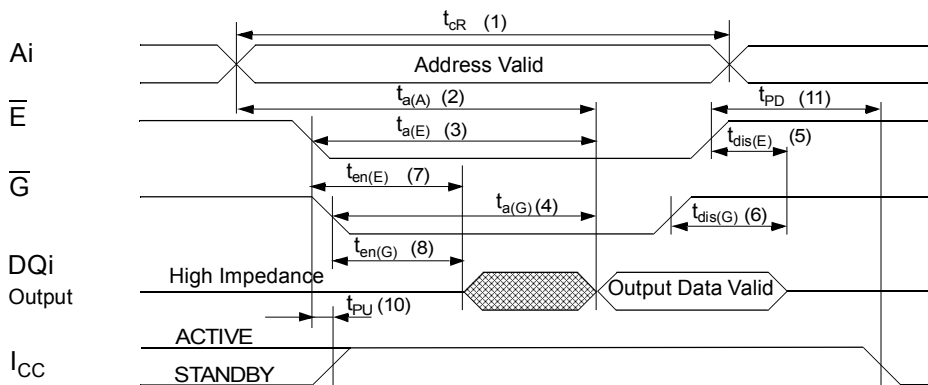 tcR (1)
Ai
Address Valid
ta(A) (2)
tPD (11)
E
ta(E) (3)
tdis(E) (5)
ten(E) (7)
G
ta(G) (4)
tdis(G) (6)
ten(G) (8)
DQi
Output
High Impedance
Output Data Valid
tPU (10)
ACTIVE
ICC
STANDBY